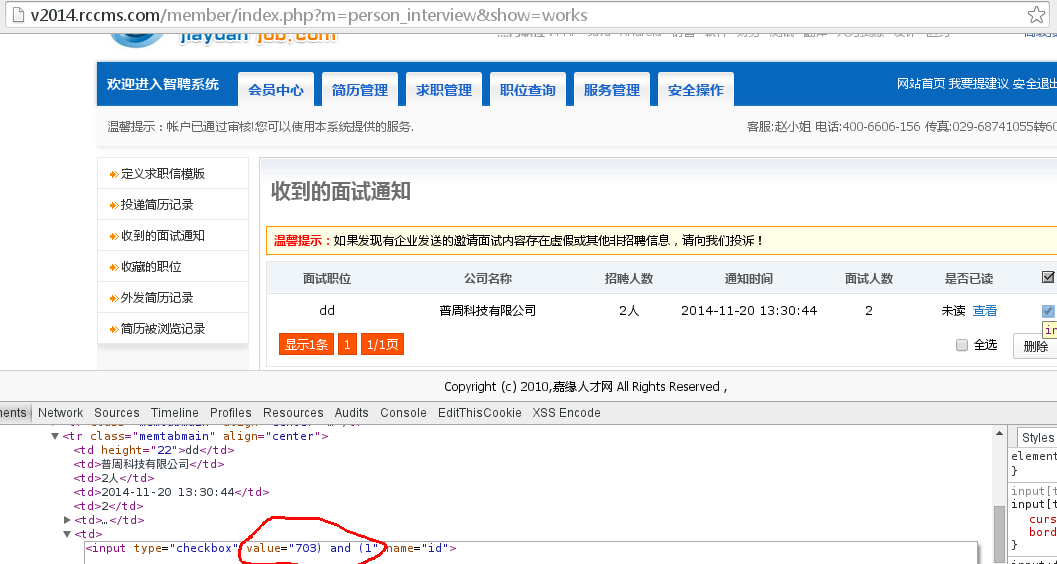 v2014.rccms.com/member/index.php?m=person_interview&show=works
jiayuan job.com
欢迎进入智聘系统
会员中心
简历管理
求职管理
职位查询
服务管理
安全操作
网站首页 我要提建议 安全退出
温馨提示:帐户已通过审核!您可以使用本系统提供的服务.
客服:赵小姐 电话:400-6606-156 传真:029-68741055转60
定义求职信模版
投递简历记录
收到的面试通知
收藏的职位
外发简历记录
简历被浏览记录
收到的面试通知
温馨提示：如果发现有企业发送的邀请面试内容存在虚假或其他非招聘信息，请向我们投诉！
面试职位 公司名称 招聘人数 通知时间 面试人数 是否已读
dd 普周科技有限公司 2人 2014-11-20 13:30:44 2 未读 查看
in
显示1条 1 1/1页
全选 删除
Copyright (c) 2010,嘉缘人才网 All Rights Reserved ,
ments Network Sources Timeline Profiles Resources Audits Console EditThisCookie XSS Encode
<tr class="memtabmain" align="center">
<td height="22">dd</td>
<td>普周科技有限公司</td>
<td>2人</td>
<td>2014-11-20 13:30:44</td>
<td>2</td>
<td>…</td>
<td>
<input type="checkbox" value="703) and (1" name="id">
Styles
element
}
input[t
input[t
curs
bord
}